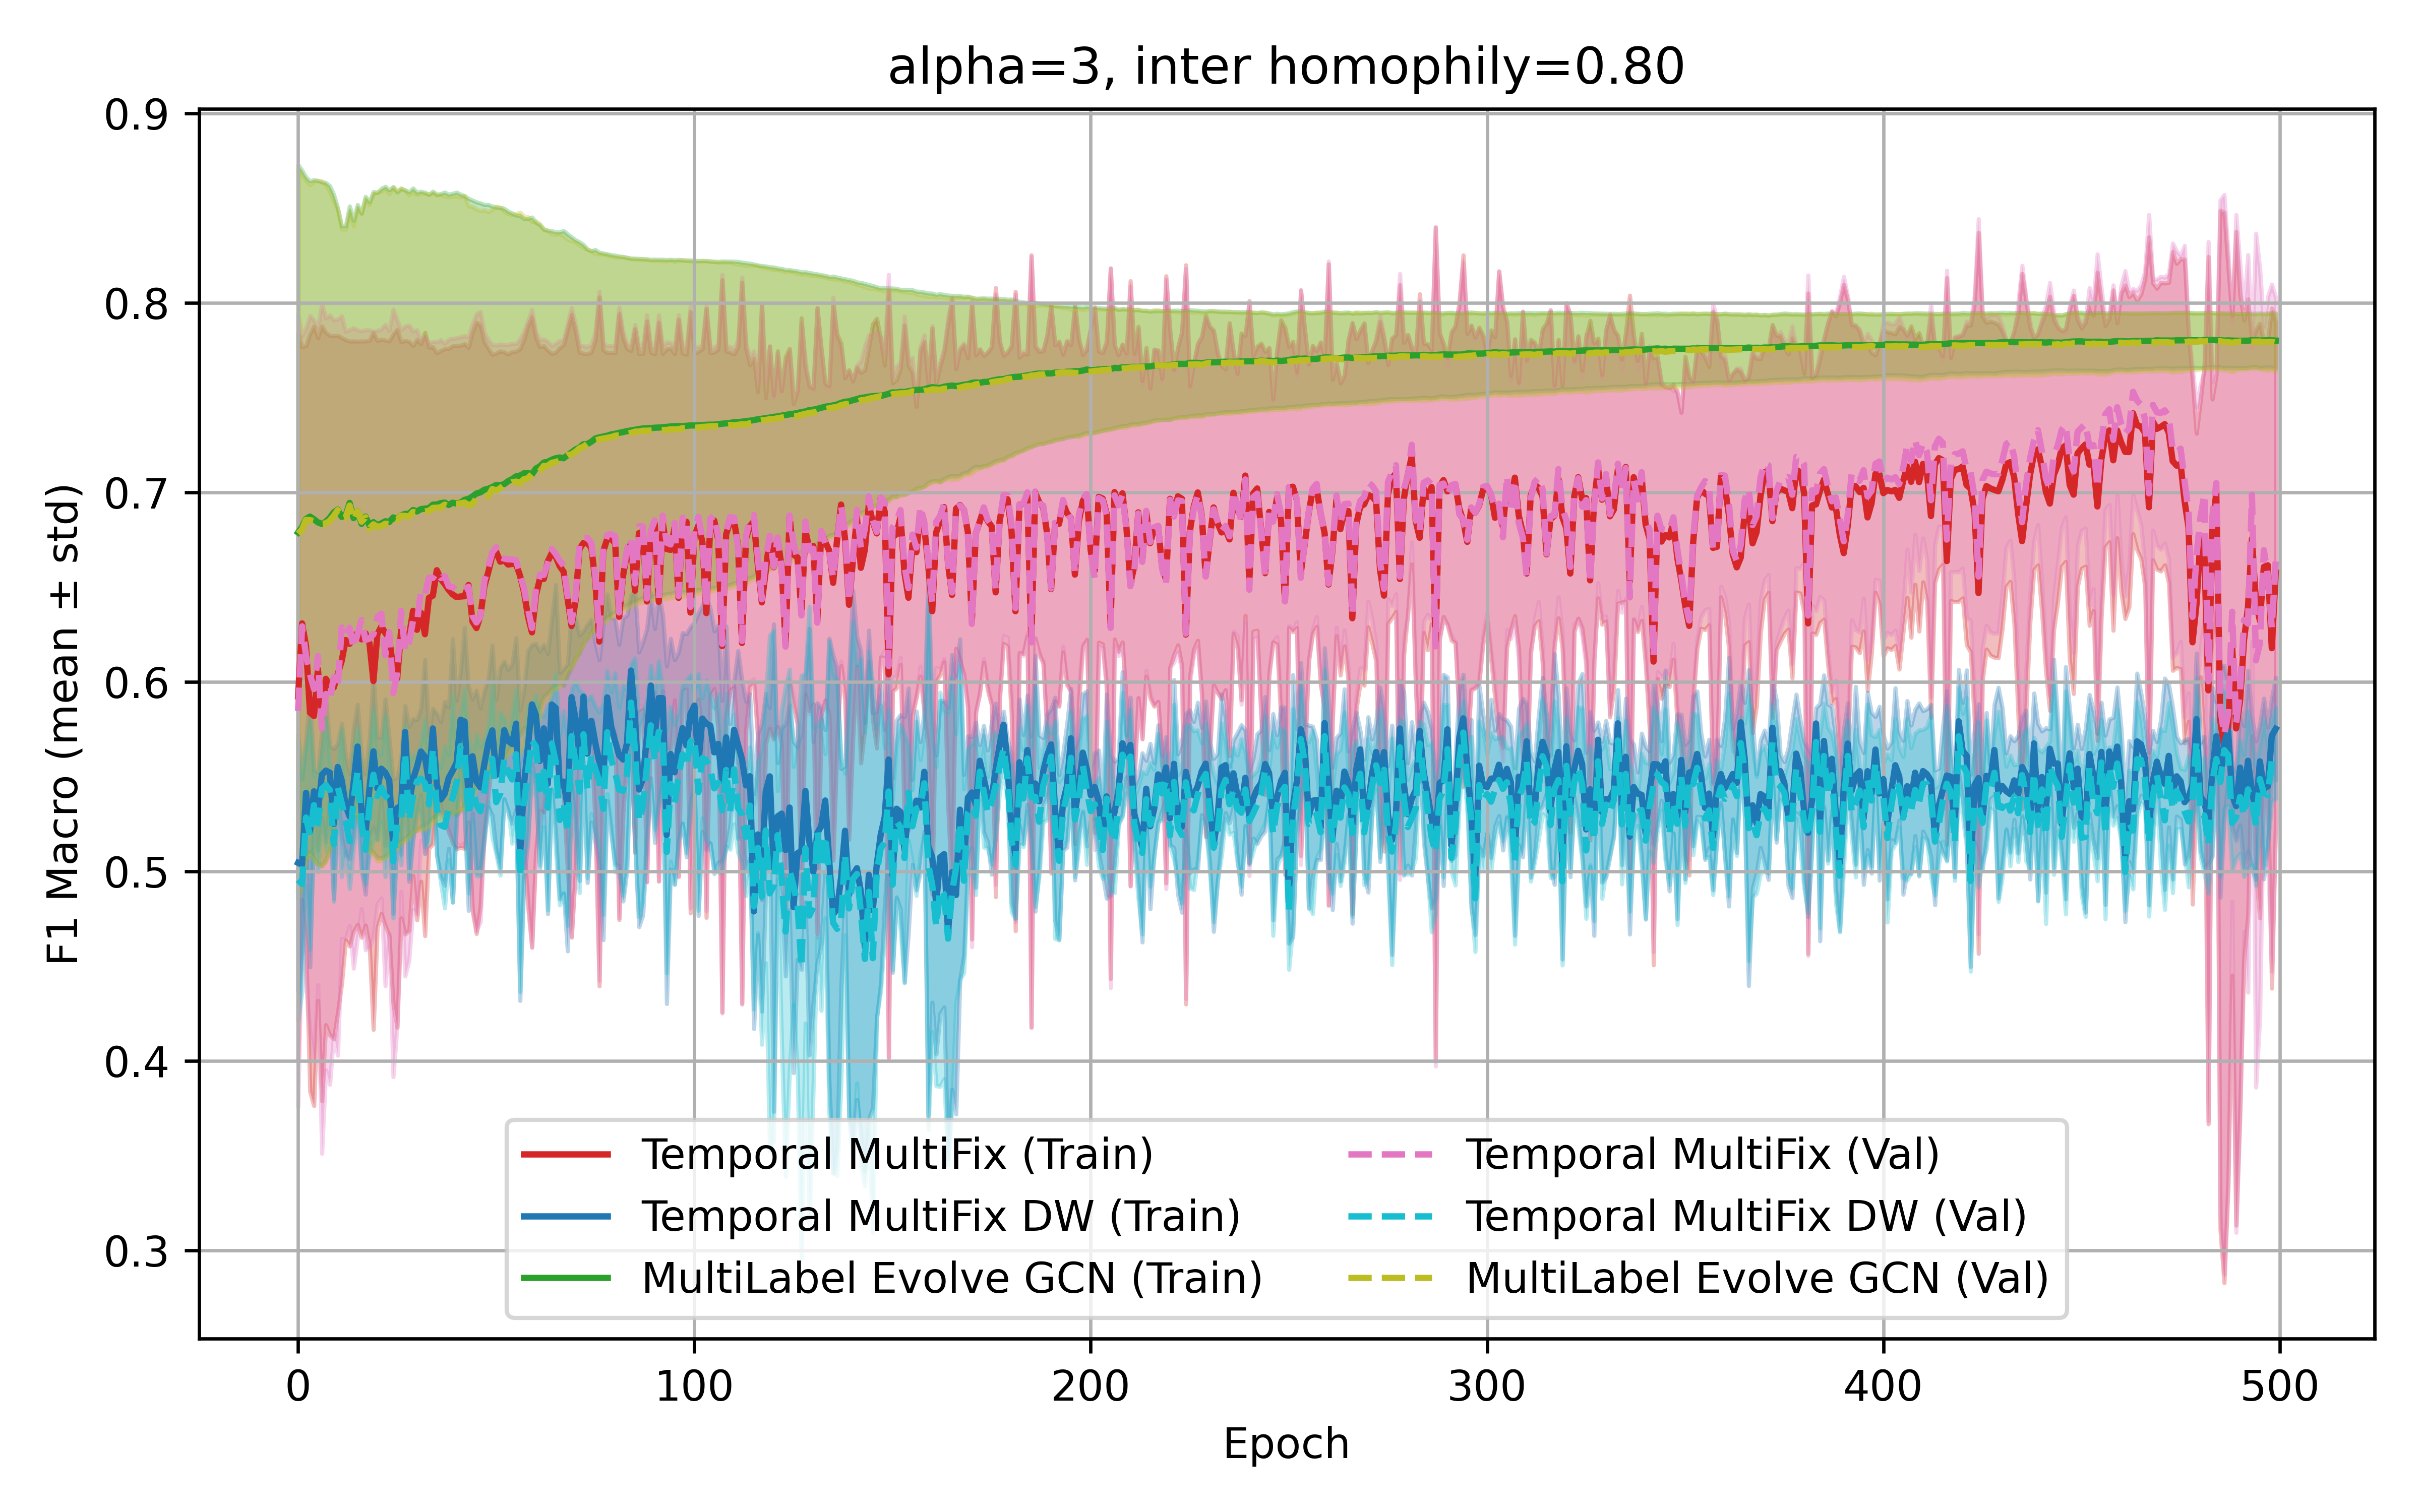 alpha=3, inter homophily=0.80
F1 Macro (mean ± std)
0.9
0.8
0.7
0.6
0.5
0.4
0.3
Temporal MultiFix (Train)
Temporal MultiFix DW (Train)
MultiLabel Evolve GCN (Train)
Temporal MultiFix (Val)
Temporal MultiFix DW (Val)
MultiLabel Evolve GCN (Val)
0 100 200 300 400 500
Epoch